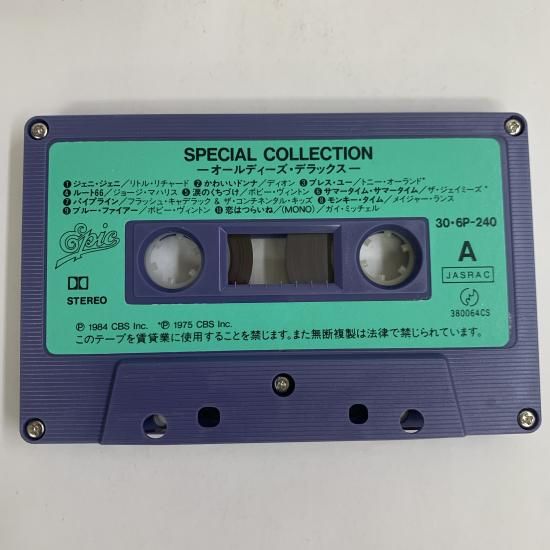 SPECIAL COLLECTION
—オールディーズ・デラックス—
❶ジェニ・ジェニ／リトル・リチャード ❷かわいいドンナ／ディオン ❸ブレス・ユー／トニー・オーランド*
❹ルート66／ジョージ・マハリス ❺涙のくちづけ／ボビー・ヴィントン ❻サマータイム・サマータイム／ザ・ジェイミーズ*
❼パイプライン／フラッシュ・キャデラック & ザ・コンチネンタル・キッズ ❽モンキー・タイム／メイジャー・ランス
❾ブルー・ファイアー／ボビー・ヴィントン ❿恋はつらいね／(MONO)／ガイ・ミッチェル
Epic
30・6P-240
A
JASRAC
STEREO
380064CS
℗ 1984 CBS Inc. *℗ 1975 CBS Inc.
このテープを賃貸業に使用することを禁じます。また無断複製は法律で禁じられています。